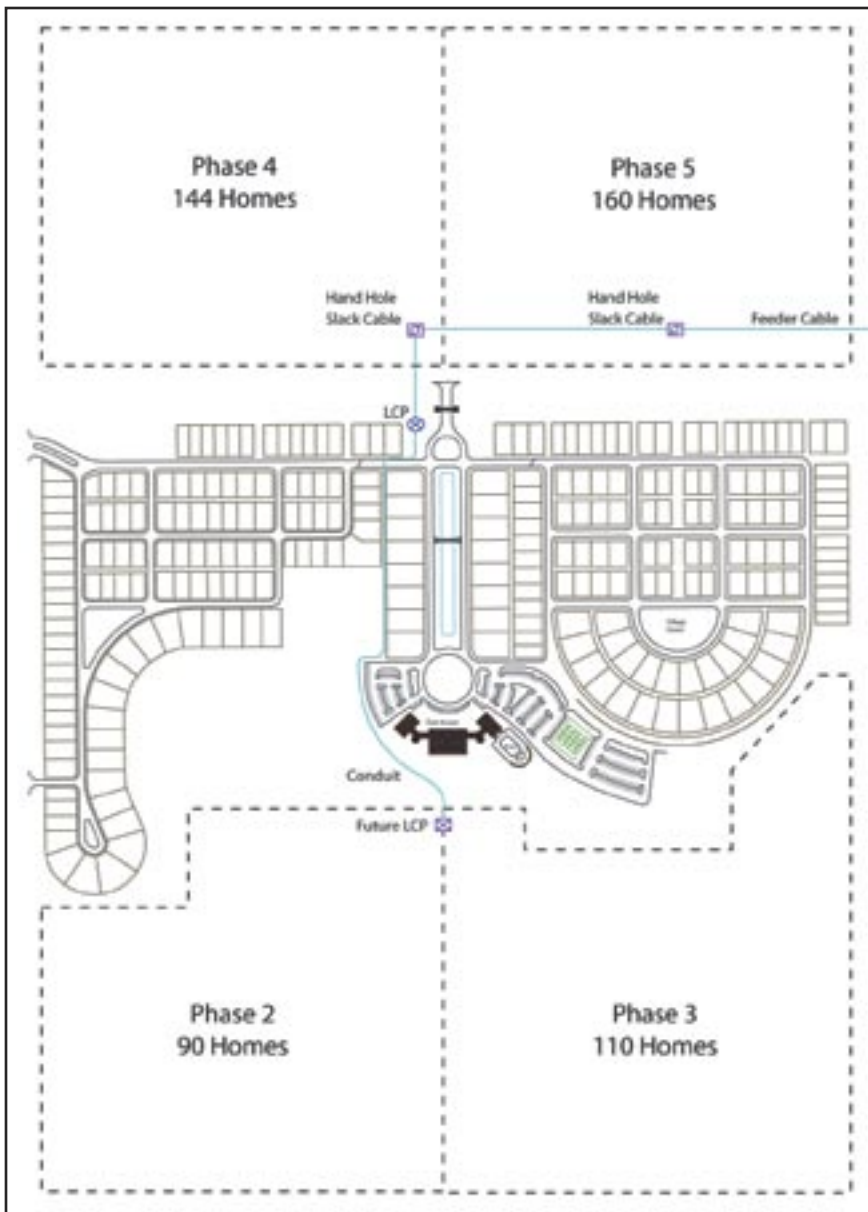 Phase 4
144 Homes
Phase 5
160 Homes
Hand Hole
Slack Cable
Hand Hole
Slack Cable
Feeder Cable
LCP
Conduit
Future LCP
Phase 2
90 Homes
Phase 3
110 Homes